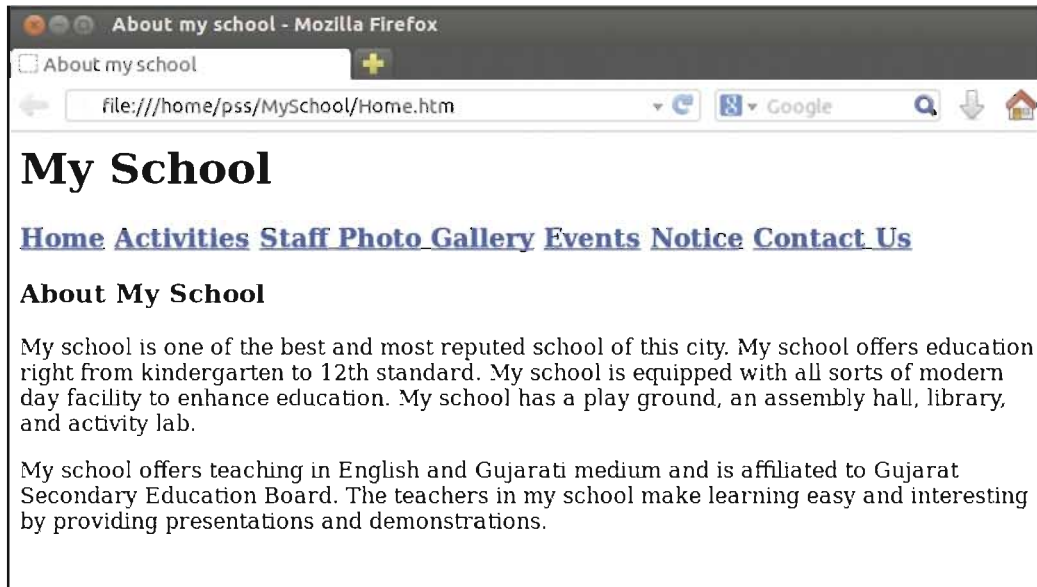 About my school - Mozilla Firefox
About my school
file:///home/pss/MySchool/Home.htm
Google
My School
Home Activities Staff Photo Gallery Events Notice Contact Us
About My School
My school is one of the best and most reputed school of this city. My school offers education
right from kindergarten to 12th standard. My school is equipped with all sorts of modern
day facility to enhance education. My school has a play ground, an assembly hall, library,
and activity lab.
My school offers teaching in English and Gujarati medium and is affiliated to Gujarat
Secondary Education Board. The teachers in my school make learning easy and interesting
by providing presentations and demonstrations.